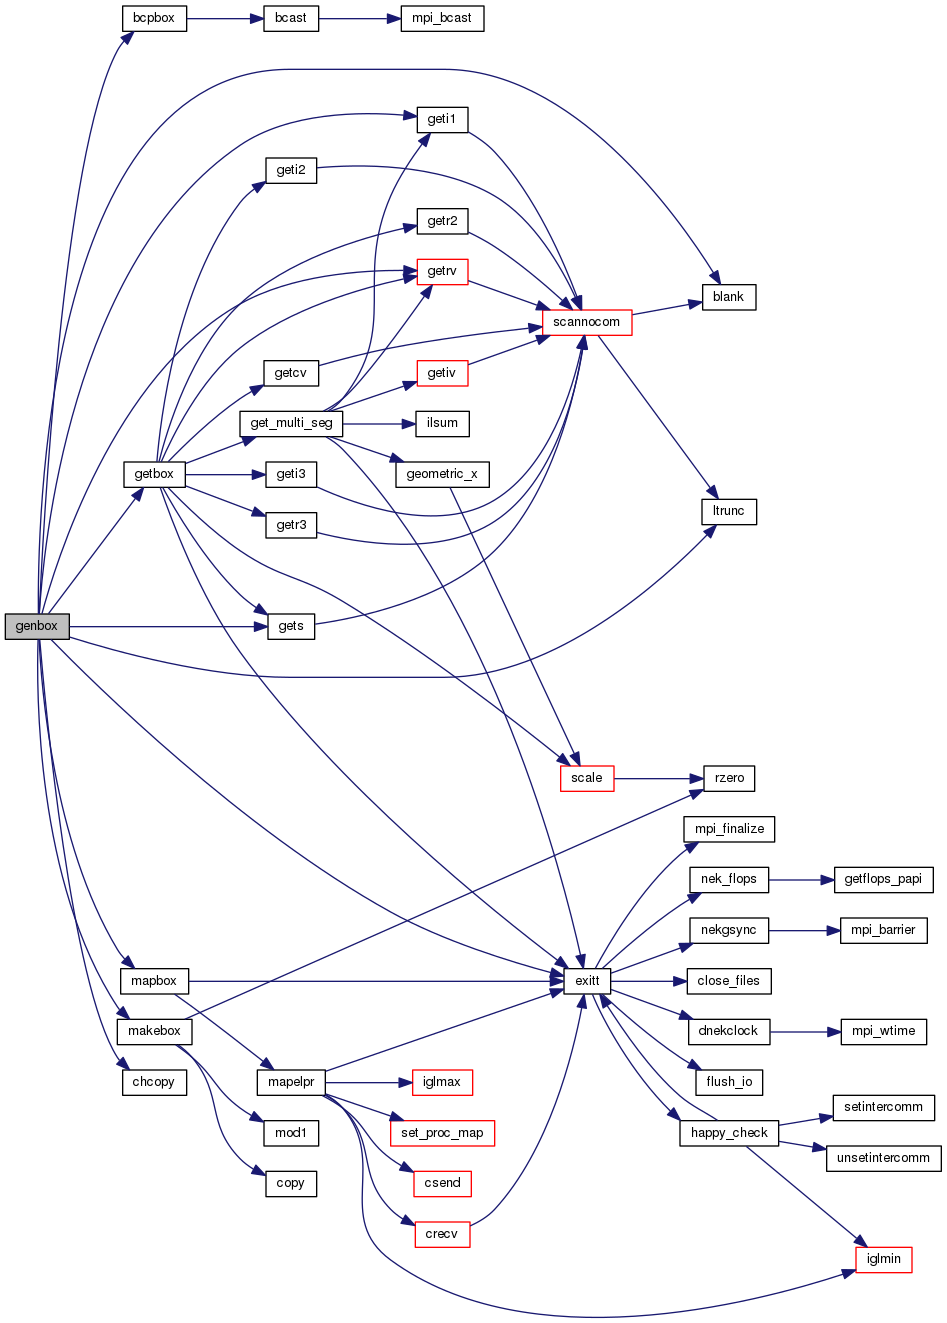 bcpbox
bcast
mpi_bcast
geti1
geti2
getr2
getrv
blank
scannocom
getcv
getiv
get_multi_seg
ilsum
getbox
geti3
geometric_x
getr3
ltrunc
genbox
gets
scale
rzero
mpi_finalize
nek_flops
getflops_papi
nekgsync
mpi_barrier
mapbox
exitt
close_files
makebox
dnekclock
mpi_wtime
chcopy
mapelpr
iglmax
flush_io
setintercomm
mod1
set_proc_map
happy_check
unsetintercomm
copy
csend
crecv
iglmin